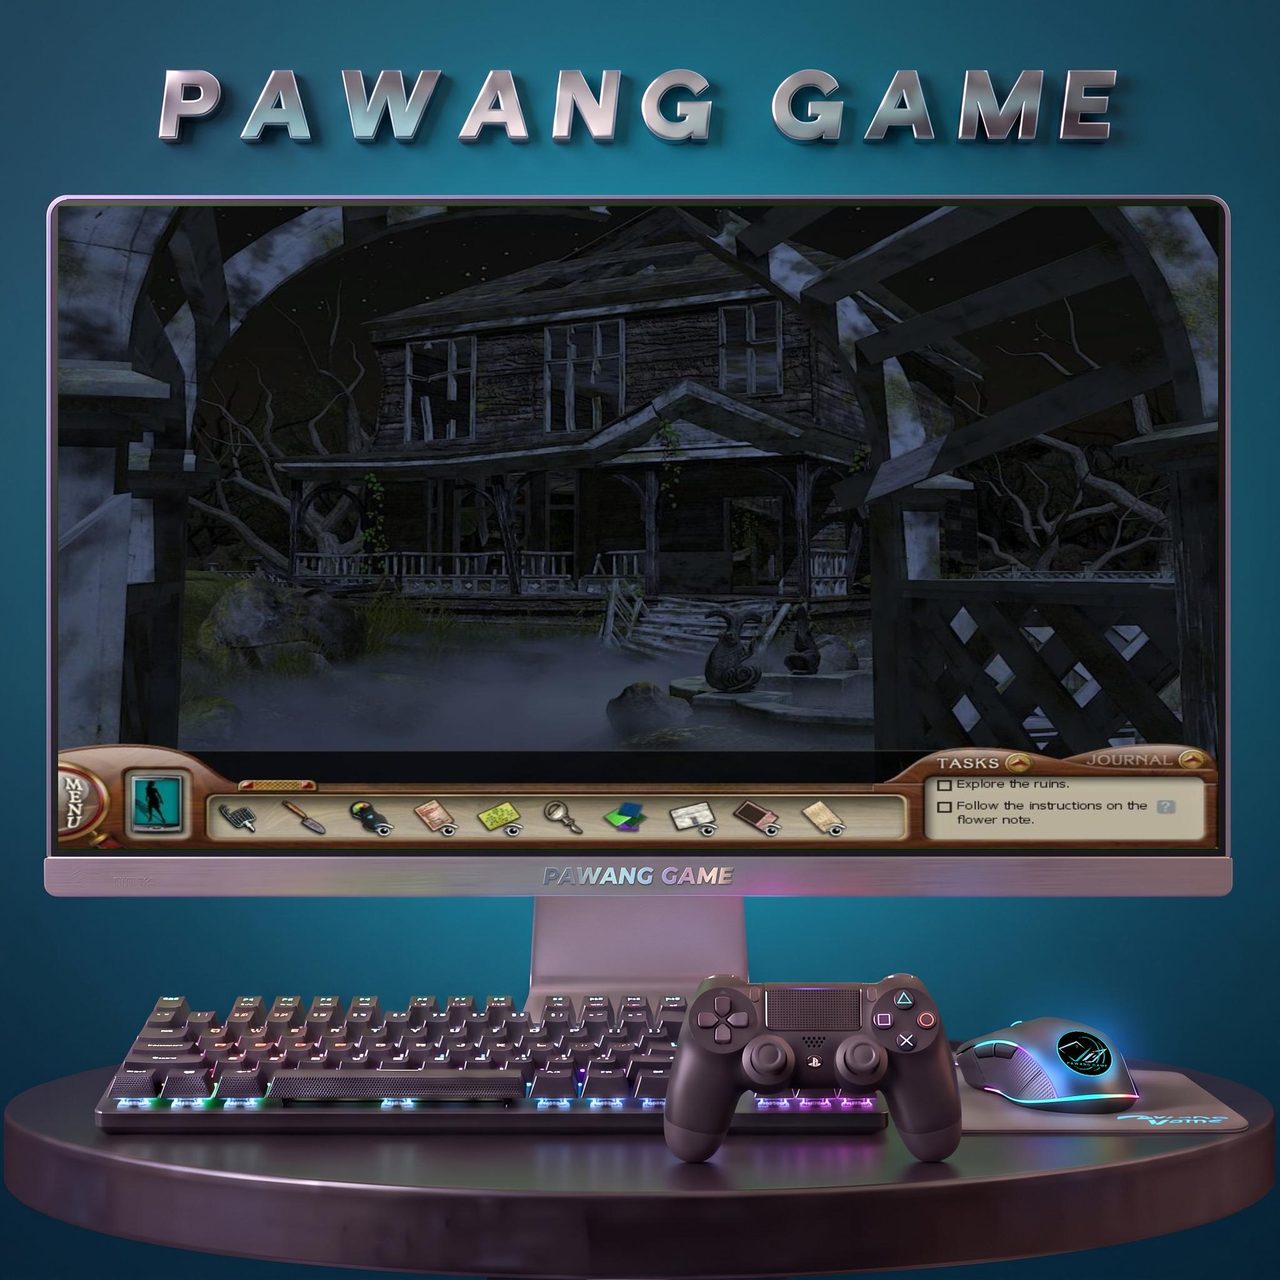 PAWANG GAME
TASKS
JOURNAL
Explore the ruins.
Follow the instructions on the ?
flower note.
MENU
PAWANG GAME